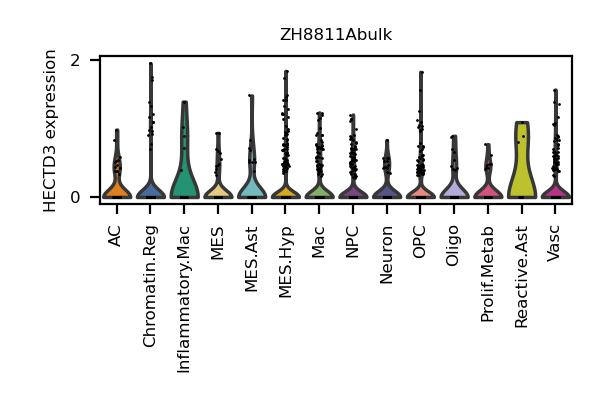 ZH8811Abulk
HECTD3 expression
2
0
AC
Chromatin.Reg
Inflammatory.Mac
MES
MES.Ast
MES.Hyp
Mac
NPC
Neuron
OPC
Oligo
Prolif.Metab
Reactive.Ast
Vasc